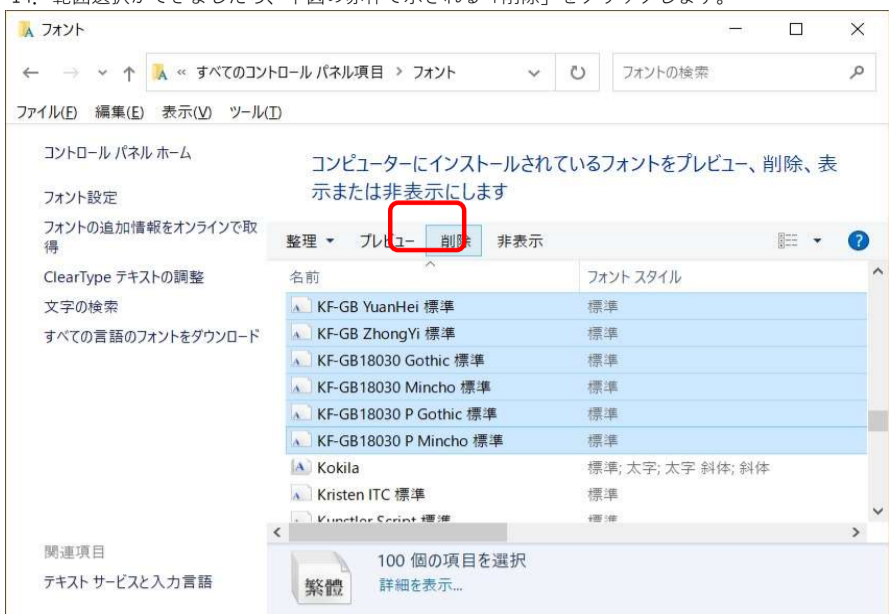 フォント
« すべてのコントロール パネル項目 > フォント
フォントの検索
ファイル(F) 編集(E) 表示(V) ツール(T)
コントロール パネル ホーム
フォント設定
フォントの追加情報をオンラインで取
得
ClearType テキストの調整
文字の検索
すべての言語のフォントをダウンロード
関連項目
テキスト サービスと入力言語
コンピューターにインストールされているフォントをプレビュー、削除、表
示または非表示にします
整理 プレビュー 削除 非表示
名前 フォント スタイル
KF-GB YuanHei 標準 標準
KF-GB ZhongYi 標準 標準
KF-GB18030 Gothic 標準 標準
KF-GB18030 Mincho 標準 標準
KF-GB18030 P Gothic 標準 標準
KF-GB18030 P Mincho 標準 標準
Kokila 標準; 太字; 太字 斜体; 斜体
Kristen ITC 標準 標準
Kunstler Script 標準 標準
繁體
100 個の項目を選択
詳細を表示...